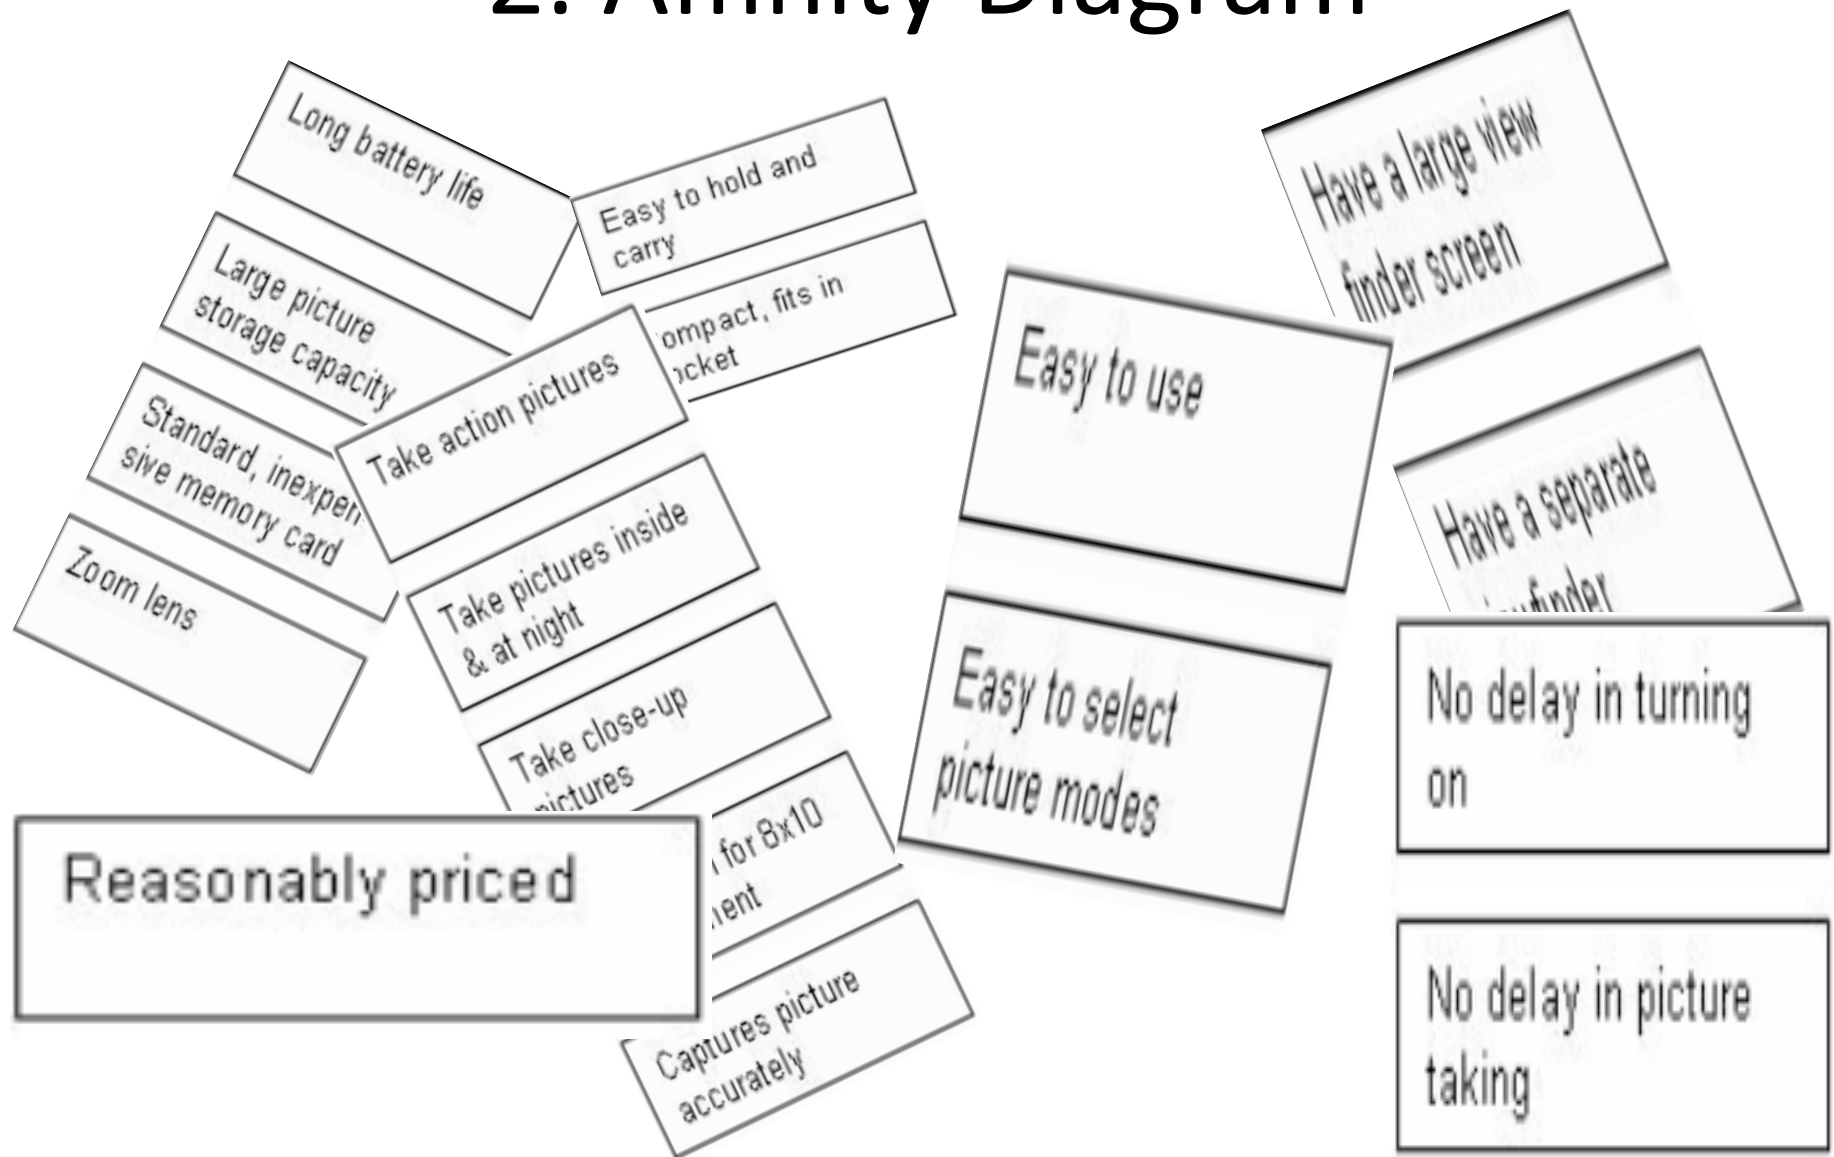 2. Affinity Diagram
Long battery life
Large picture
storage capacity
Standard, inexpen
sive memory card
Zoom lens
Easy to hold and
carry
ompact, fits in
ocket
Take action pictures
Take pictures inside
& at night
Take close-up
pictures
for 8x10
ment
Captures picture
accurately
Reasonably priced
Easy to use
Easy to select
picture modes
Have a large view
finder screen
Have a separate
viewfinder
No delay in turning
on
No delay in picture
taking